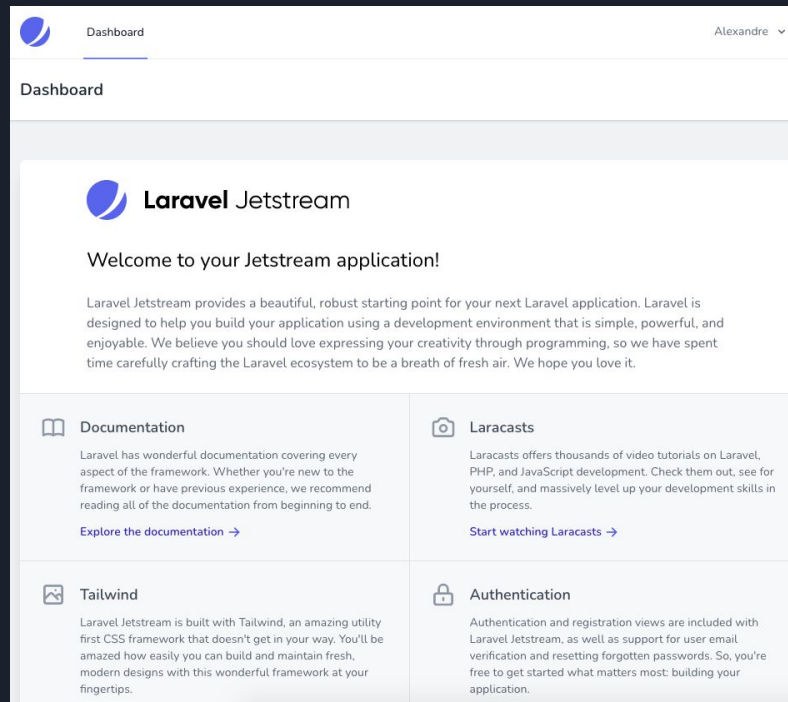 Dashboard
Alexandre
Dashboard
Laravel Jetstream
Welcome to your Jetstream application!
Laravel Jetstream provides a beautiful, robust starting point for your next Laravel application. Laravel is
designed to help you build your application using a development environment that is simple, powerful, and
enjoyable. We believe you should love expressing your creativity through programming, so we have spent
time carefully crafting the Laravel ecosystem to be a breath of fresh air. We hope you love it.
Documentation
Laravel has wonderful documentation covering every
aspect of the framework. Whether you're new to the
framework or have previous experience, we recommend
reading all of the documentation from beginning to end.
Explore the documentation →
Laracasts
Laracasts offers thousands of video tutorials on Laravel,
PHP, and JavaScript development. Check them out, see for
yourself, and massively level up your development skills in
the process.
Start watching Laracasts →
Tailwind
Laravel Jetstream is built with Tailwind, an amazing utility
first CSS framework that doesn't get in your way. You'll be
amazed how easily you can build and maintain fresh,
modern designs with this wonderful framework at your
fingertips.
Authentication
Authentication and registration views are included with
Laravel Jetstream, as well as support for user email
verification and resetting forgotten passwords. So, you're
free to get started what matters most: building your
application.